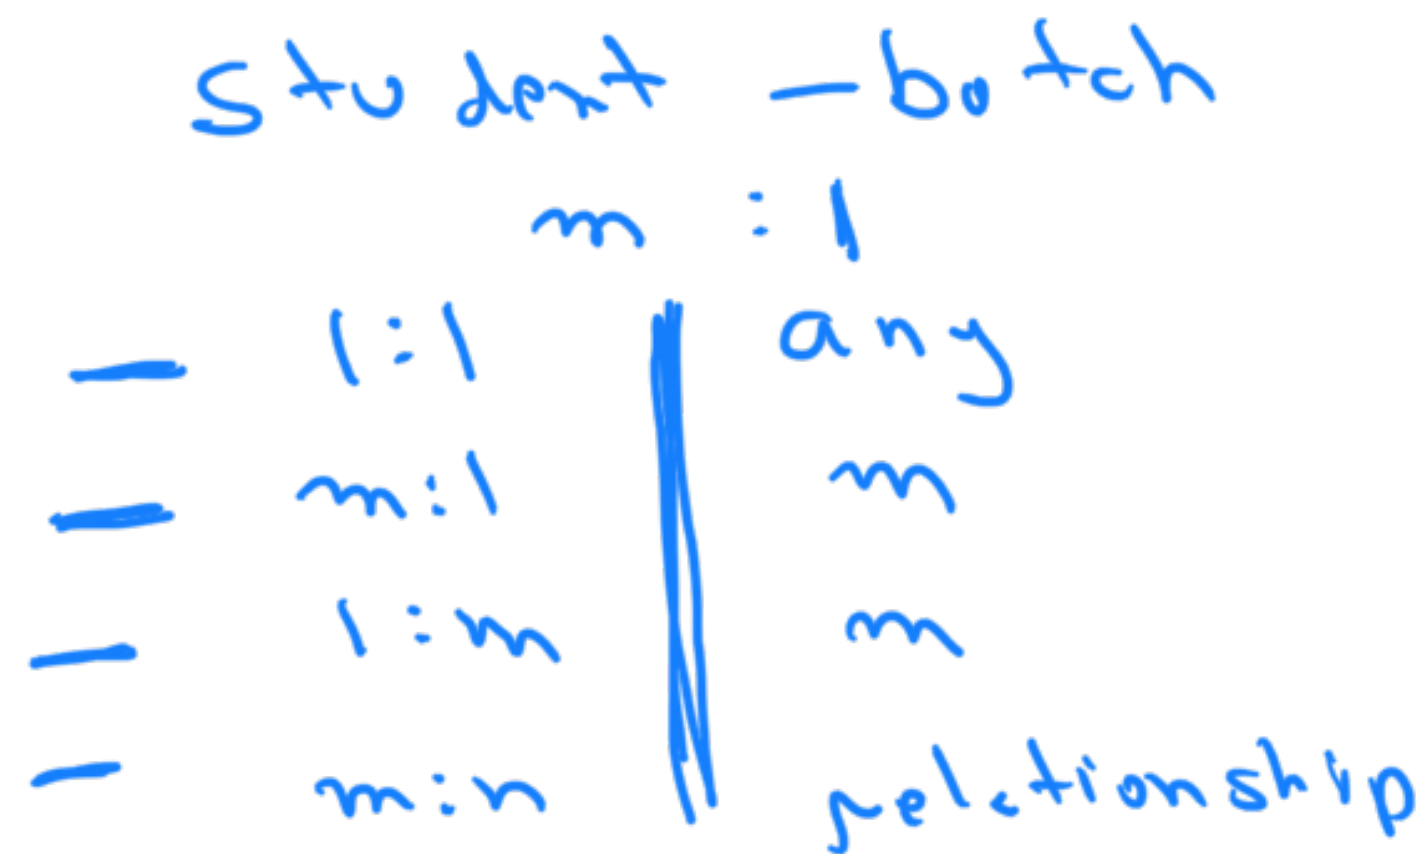 student - batch
m : 1
- 1:1 any
- m:1 m
- 1:m m
- m:n relationship